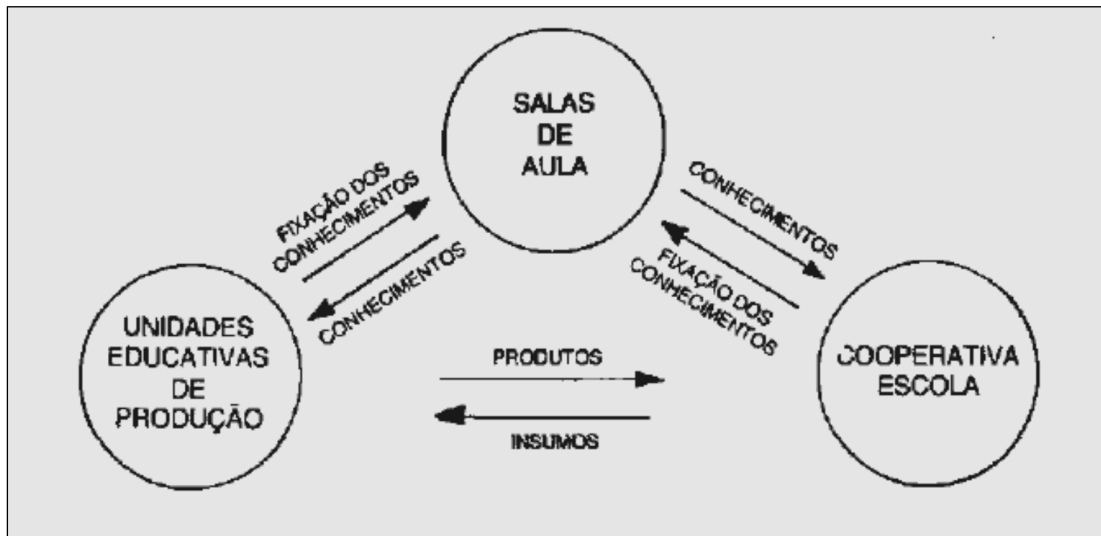 SALAS
DE
AULA
FIXAÇÃO DOS
CONHECIMENTOS
CONHECIMENTOS
CONHECIMENTOS
FIXAÇÃO DOS
CONHECIMENTOS
UNIDADES
EDUCATIVAS
DE
PRODUÇÃO
PRODUTOS
INSUMOS
COOPERATIVA
ESCOLA